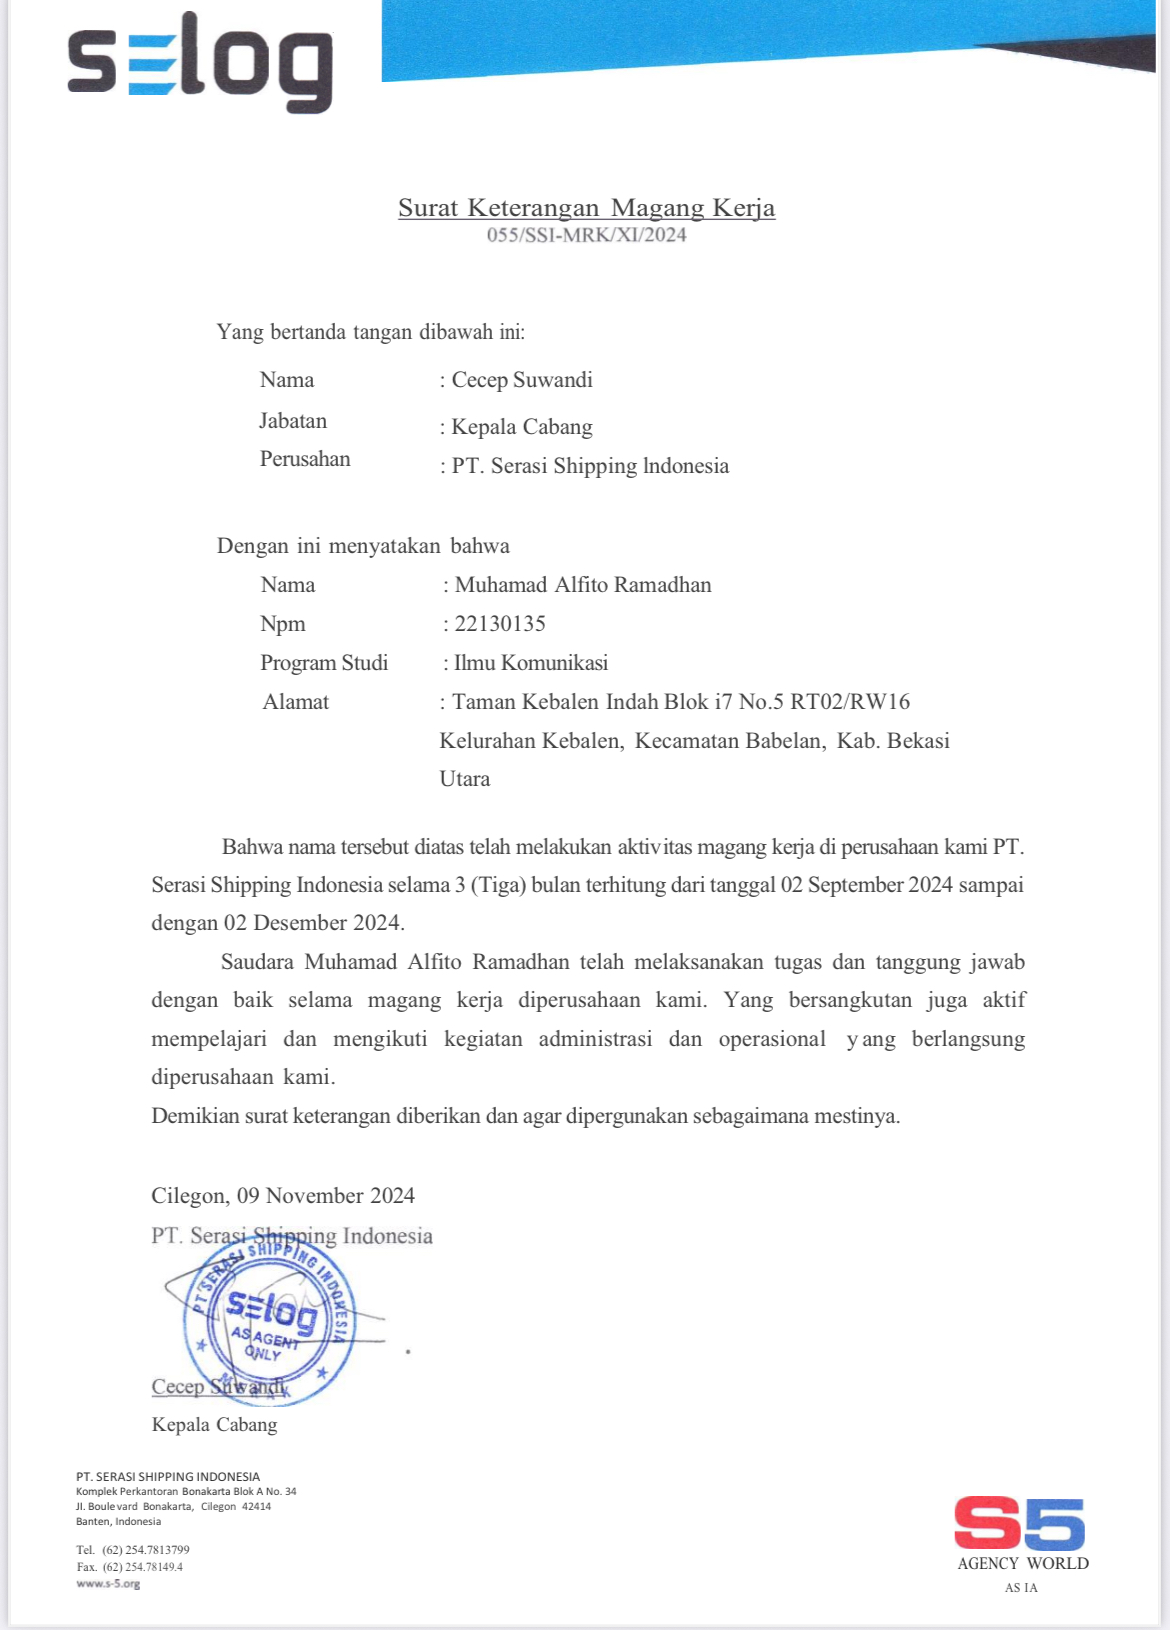 selog
Surat Keterangan Magang Kerja
055/SSI-MRK/XI/2024
Yang bertanda tangan dibawah ini:
Nama : Cecep Suwandi
Jabatan : Kepala Cabang
Perusahan : PT. Serasi Shipping Indonesia
Dengan ini menyatakan bahwa
Nama : Muhamad Alfito Ramadhan
Npm : 22130135
Program Studi : Ilmu Komunikasi
Alamat : Taman Kebalen Indah Blok i7 No.5 RT02/RW16
Kelurahan Kebalen, Kecamatan Babelan, Kab. Bekasi
Utara
Bahwa nama tersebut diatas telah melakukan aktivitas magang kerja di perusahaan kami PT.
Serasi Shipping Indonesia selama 3 (Tiga) bulan terhitung dari tanggal 02 September 2024 sampai
dengan 02 Desember 2024.
Saudara Muhamad Alfito Ramadhan telah melaksanakan tugas dan tanggung jawab
dengan baik selama magang kerja diperusahaan kami. Yang bersangkutan juga aktif
mempelajari dan mengikuti kegiatan administrasi dan operasional yang berlangsung
diperusahaan kami.
Demikian surat keterangan diberikan dan agar dipergunakan sebagaimana mestinya.
Cilegon, 09 November 2024
PT. Serasi Shipping Indonesia
PT SERASI SHIPPING INDONESIA
selog
AS AGENT
ONLY
MERAK
Cecep Suwandi
Kepala Cabang
PT. SERASI SHIPPING INDONESIA
Komplek Perkantoran Bonakarta Blok A No. 34
Jl. Boulevard Bonakarta, Cilegon 42414
Banten, Indonesia
Tel. (62) 254.7813799
Fax. (62) 254.78149.4
www.s-5.org
S5
AGENCY WORLD
AS IA